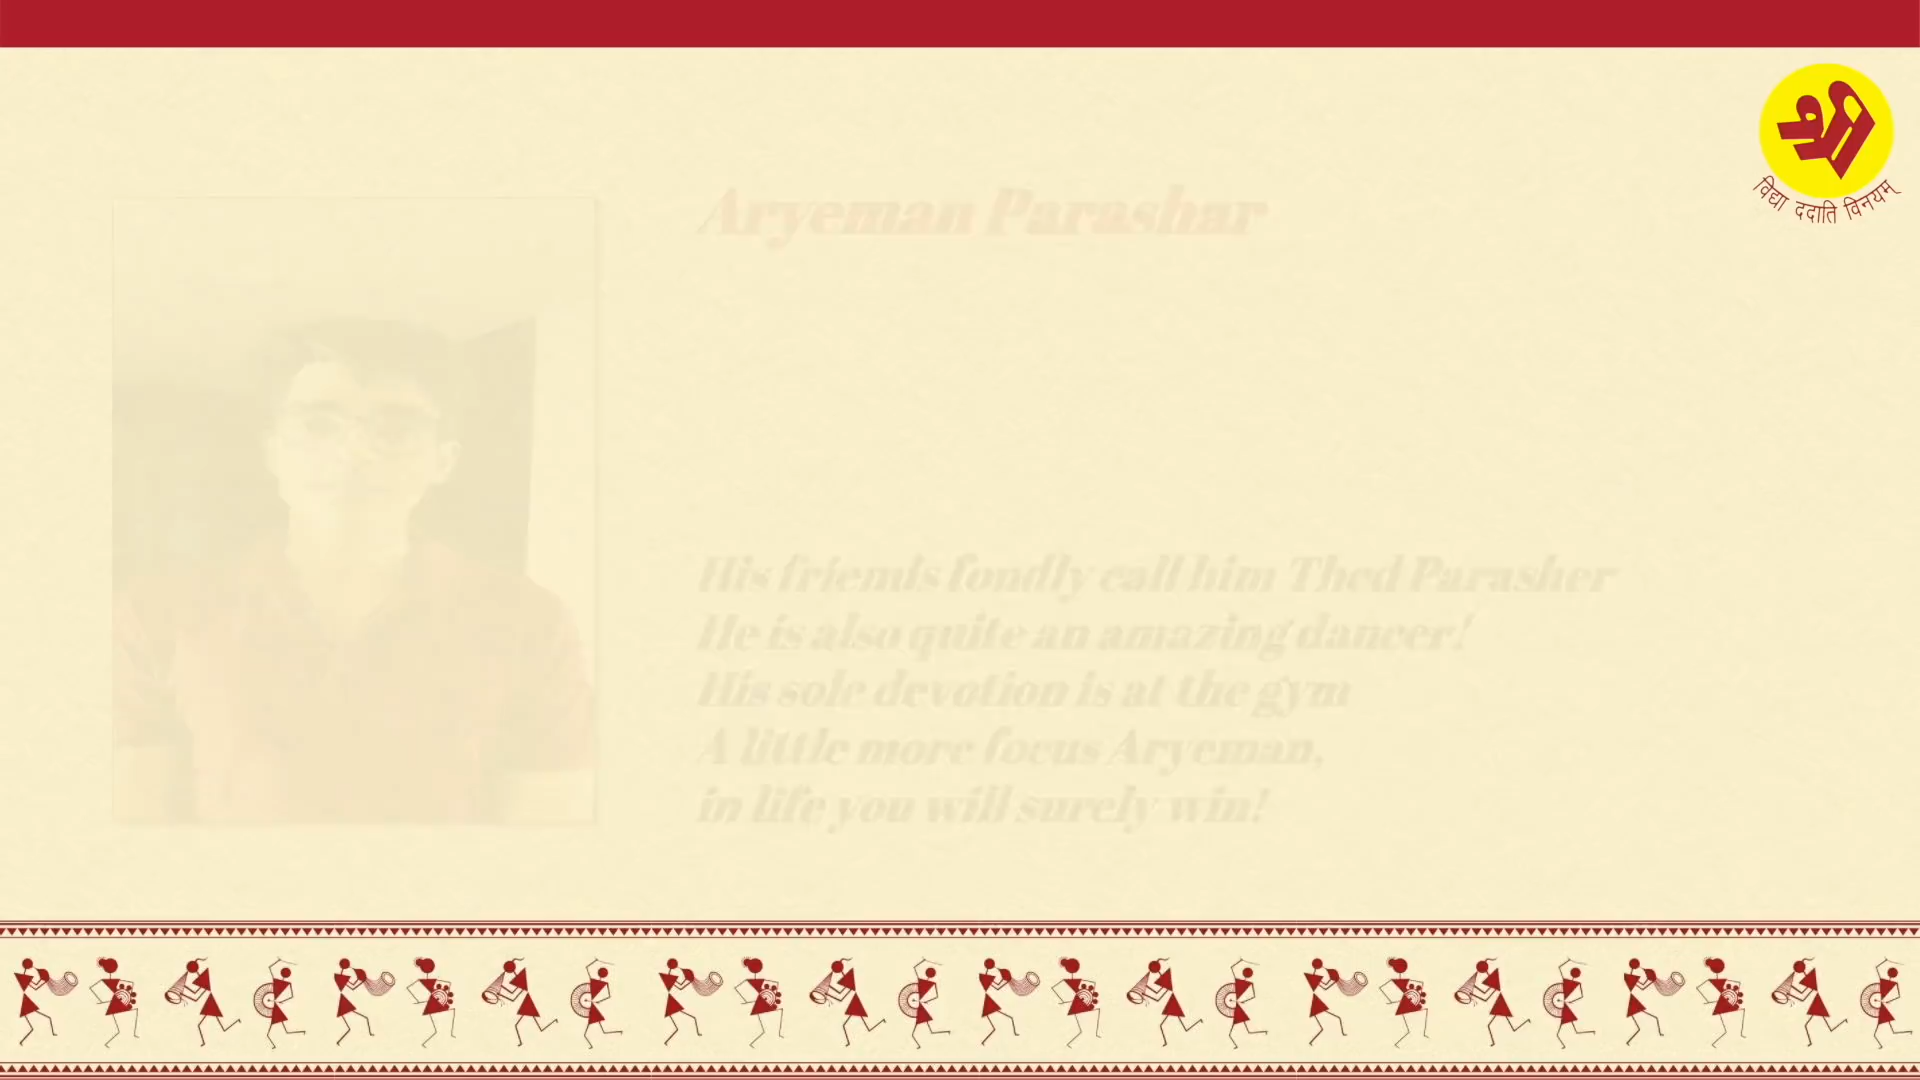 विद्या ददाति विनयम्
Aryeman Parashar
His friends fondly call him Thed Parasher
He is also quite an amazing dancer!
His sole devotion is at the gym
A little more focus Aryeman,
in life you will surely win!